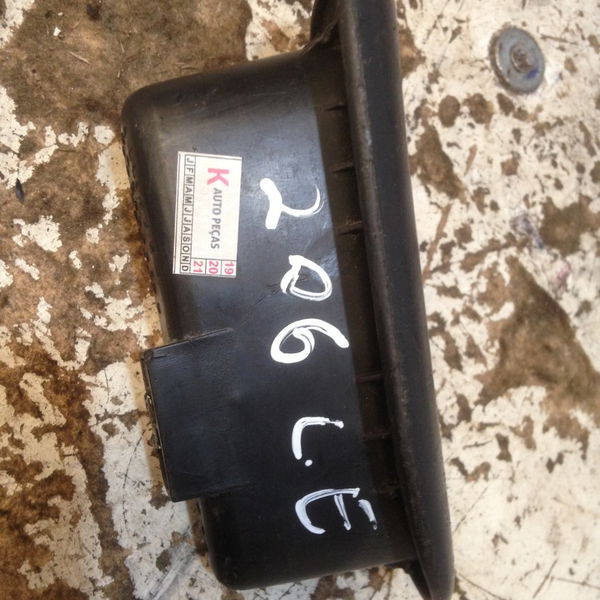 K AUTO PEÇAS
19
20
21
J F M A M J J A S O N D
206 L.E